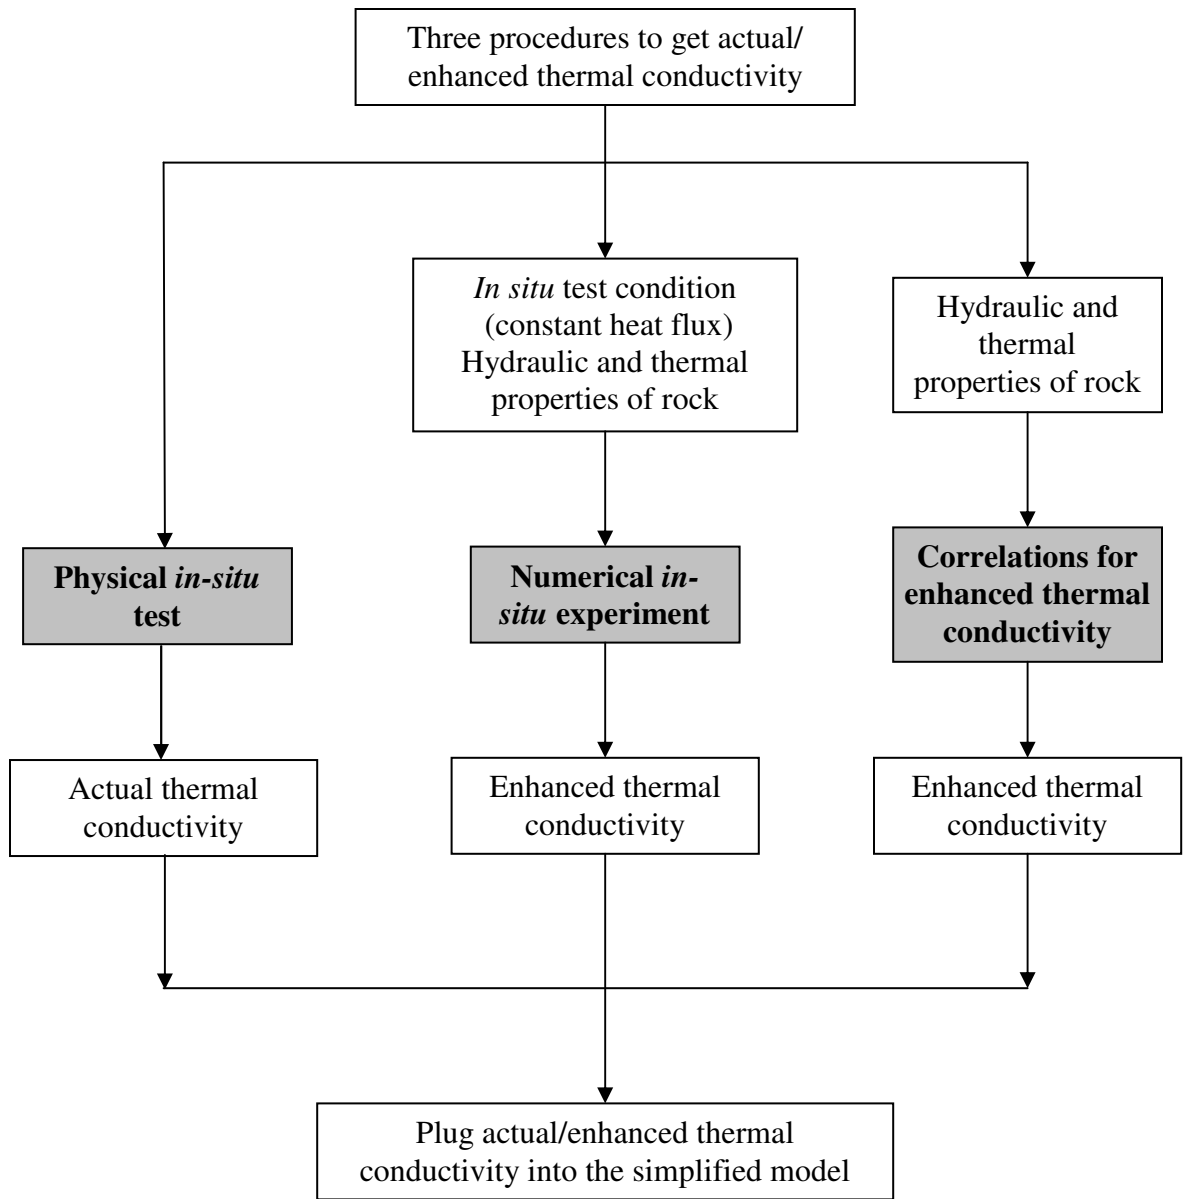 Three procedures to get actual/
enhanced thermal conductivity
In situ test condition
(constant heat flux)
Hydraulic and thermal
properties of rock
Hydraulic and
thermal
properties of rock
Physical in-situ
test
Numerical in-
situ experiment
Correlations for
enhanced thermal
conductivity
Actual thermal
conductivity
Enhanced thermal
conductivity
Enhanced thermal
conductivity
Plug actual/enhanced thermal
conductivity into the simplified model